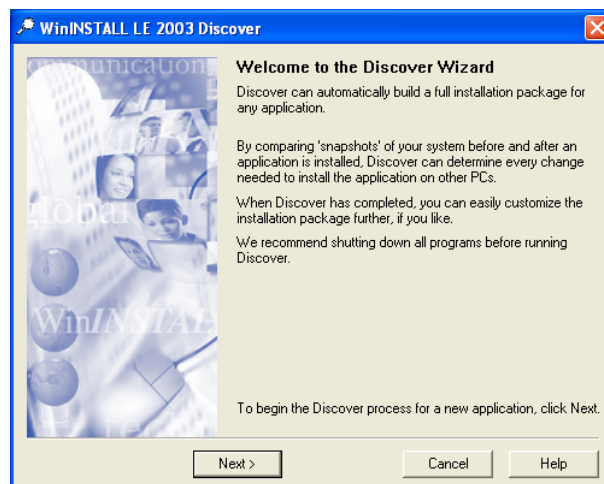 WinINSTALL LE 2003 Discover
ommunication
global
WinINSTAL
Welcome to the Discover Wizard
Discover can automatically build a full installation package for
any application.
By comparing 'snapshots' of your system before and after an
application is installed, Discover can determine every change
needed to install the application on other PCs.
When Discover has completed, you can easily customize the
installation package further, if you like.
We recommend shutting down all programs before running
Discover.
To begin the Discover process for a new application, click Next.
Next >
Cancel
Help